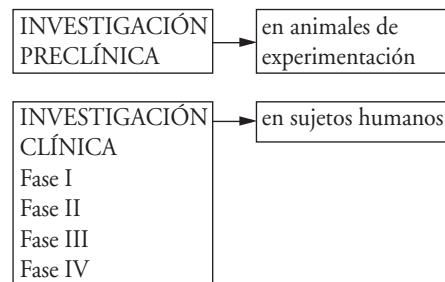 INVESTIGACIÓN
PRECLÍNICA
en animales de
experimentación
INVESTIGACIÓN
CLÍNICA
Fase I
Fase II
Fase III
Fase IV
en sujetos humanos